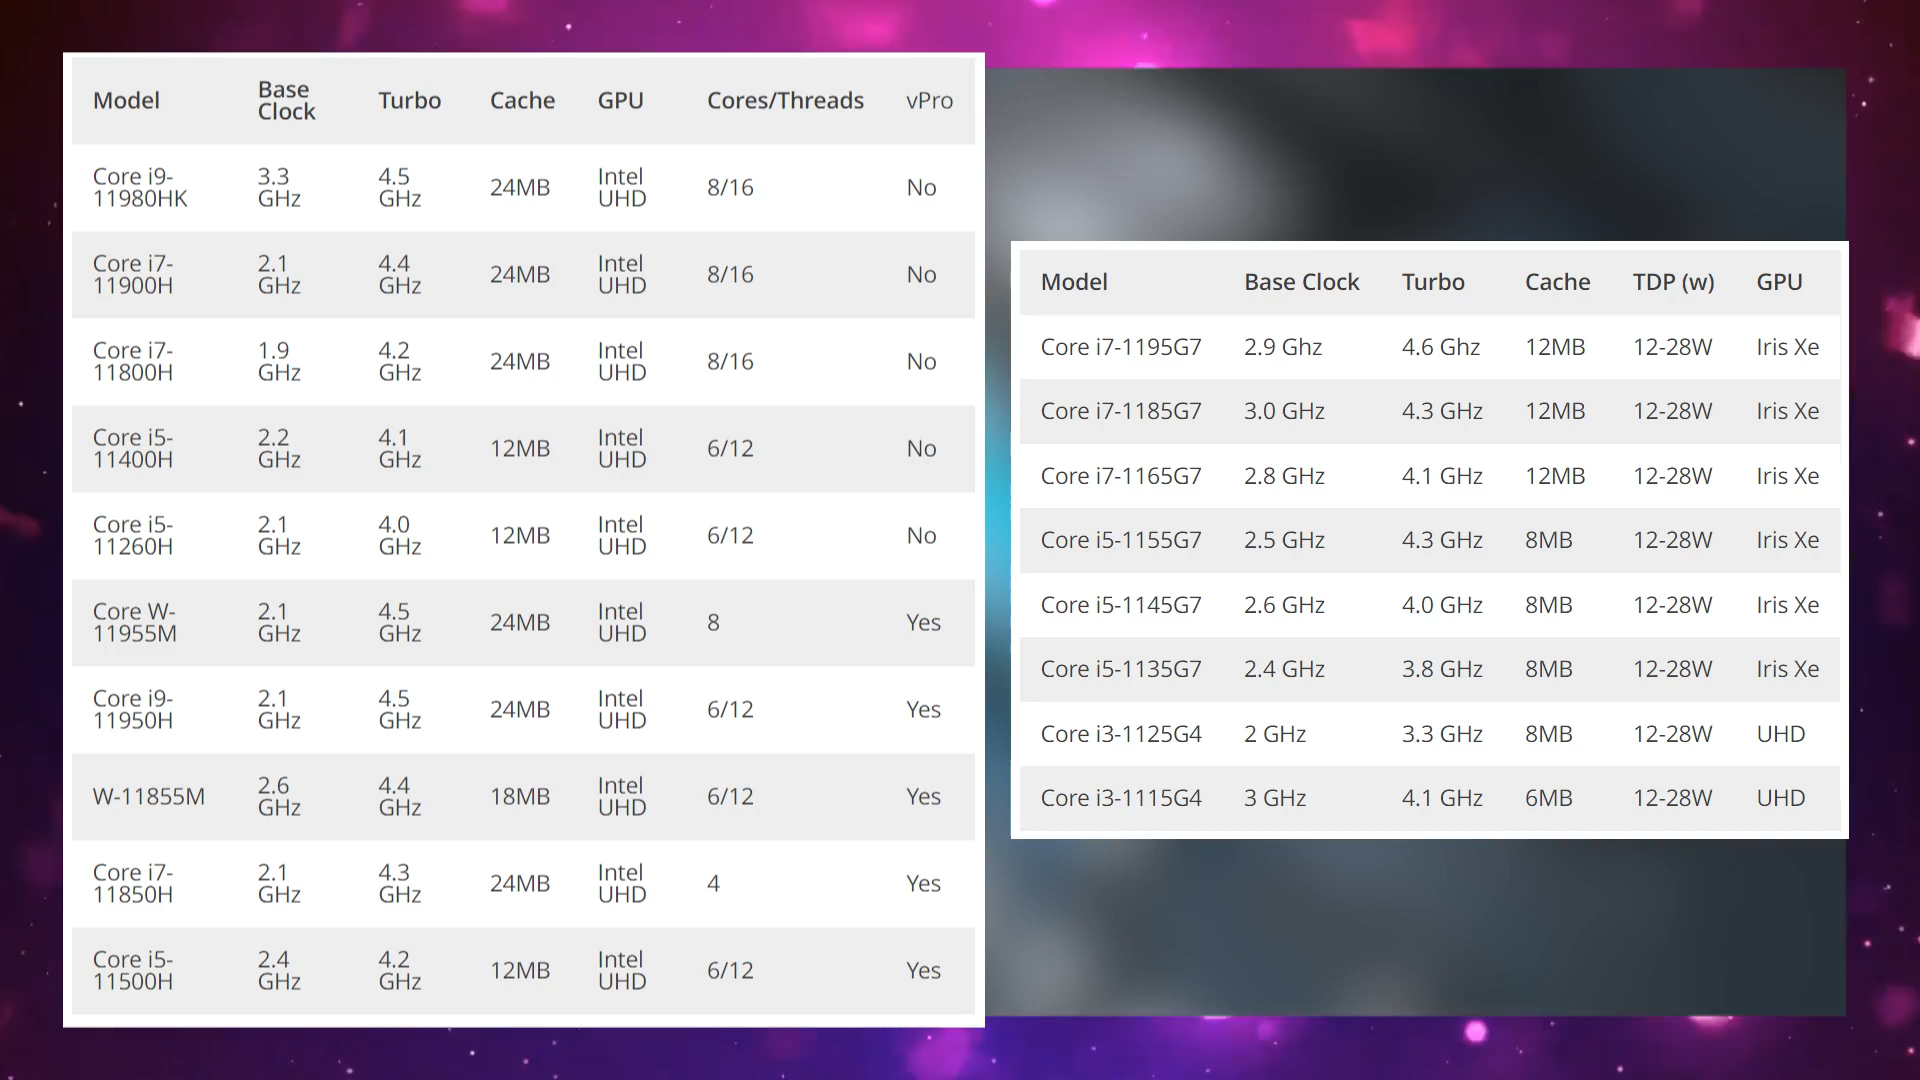 Model Base Clock Turbo Cache GPU Cores/Threads vPro
Core i9-11980HK 3.3 GHz 4.5 GHz 24MB Intel UHD 8/16 No
Core i7-11900H 2.1 GHz 4.4 GHz 24MB Intel UHD 8/16 No
Core i7-11800H 1.9 GHz 4.2 GHz 24MB Intel UHD 8/16 No
Core i5-11400H 2.2 GHz 4.1 GHz 12MB Intel UHD 6/12 No
Core i5-11260H 2.1 GHz 4.0 GHz 12MB Intel UHD 6/12 No
Core W-11955M 2.1 GHz 4.5 GHz 24MB Intel UHD 8 Yes
Core i9-11950H 2.1 GHz 4.5 GHz 24MB Intel UHD 6/12 Yes
W-11855M 2.6 GHz 4.4 GHz 18MB Intel UHD 6/12 Yes
Core i7-11850H 2.1 GHz 4.3 GHz 24MB Intel UHD 4 Yes
Core i5-11500H 2.4 GHz 4.2 GHz 12MB Intel UHD 6/12 Yes
Model Base Clock Turbo Cache TDP (w) GPU
Core i7-1195G7 2.9 Ghz 4.6 Ghz 12MB 12-28W Iris Xe
Core i7-1185G7 3.0 GHz 4.3 GHz 12MB 12-28W Iris Xe
Core i7-1165G7 2.8 GHz 4.1 GHz 12MB 12-28W Iris Xe
Core i5-1155G7 2.5 GHz 4.3 GHz 8MB 12-28W Iris Xe
Core i5-1145G7 2.6 GHz 4.0 GHz 8MB 12-28W Iris Xe
Core i5-1135G7 2.4 GHz 3.8 GHz 8MB 12-28W Iris Xe
Core i3-1125G4 2 GHz 3.3 GHz 8MB 12-28W UHD
Core i3-1115G4 3 GHz 4.1 GHz 6MB 12-28W UHD